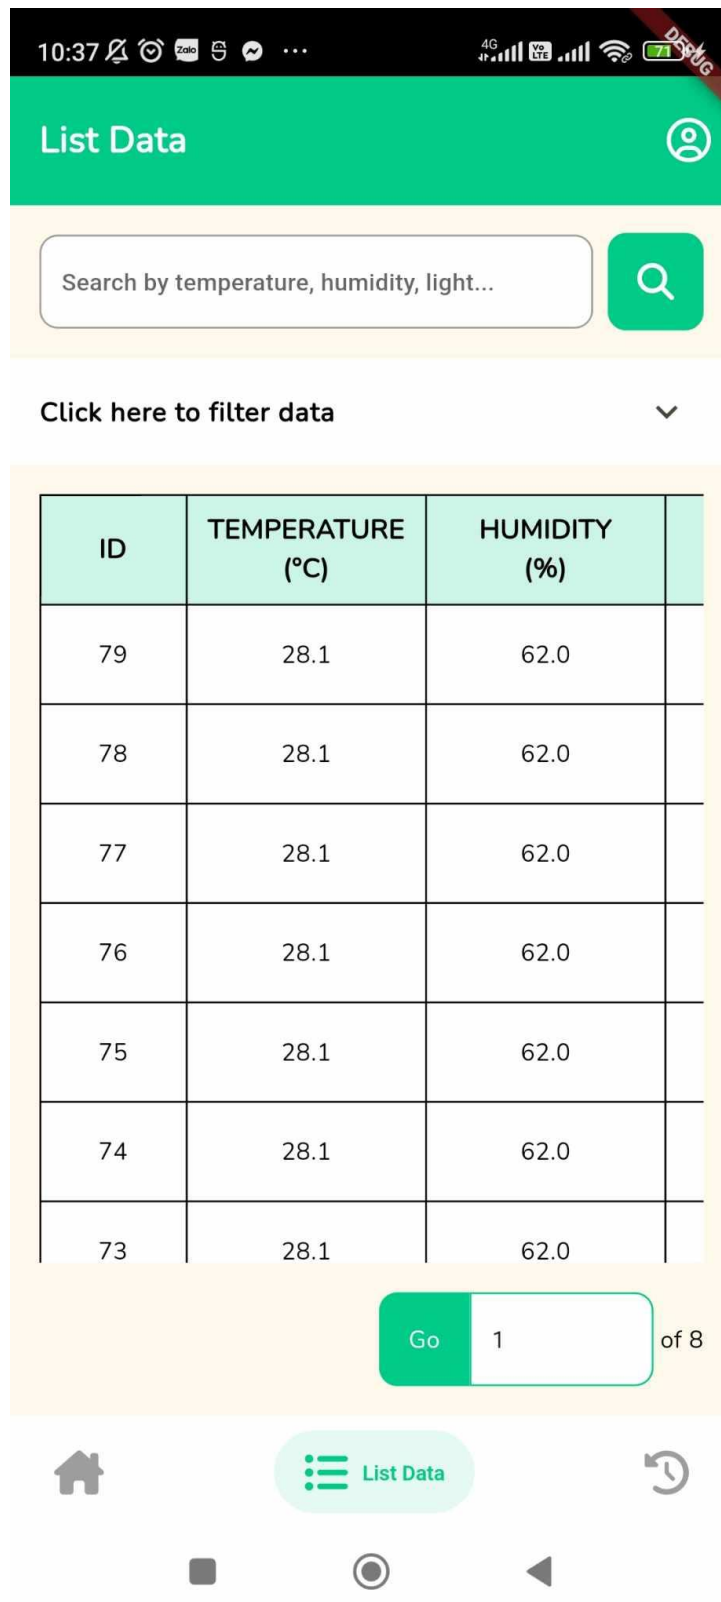 10:37 Zalo ... 4G Vo LTE 71 DEBUG
List Data
Search by temperature, humidity, light...
Click here to filter data
ID TEMPERATURE (°C) HUMIDITY (%)
79 28.1 62.0
78 28.1 62.0
77 28.1 62.0
76 28.1 62.0
75 28.1 62.0
74 28.1 62.0
73 28.1 62.0
Go 1 of 8
List Data